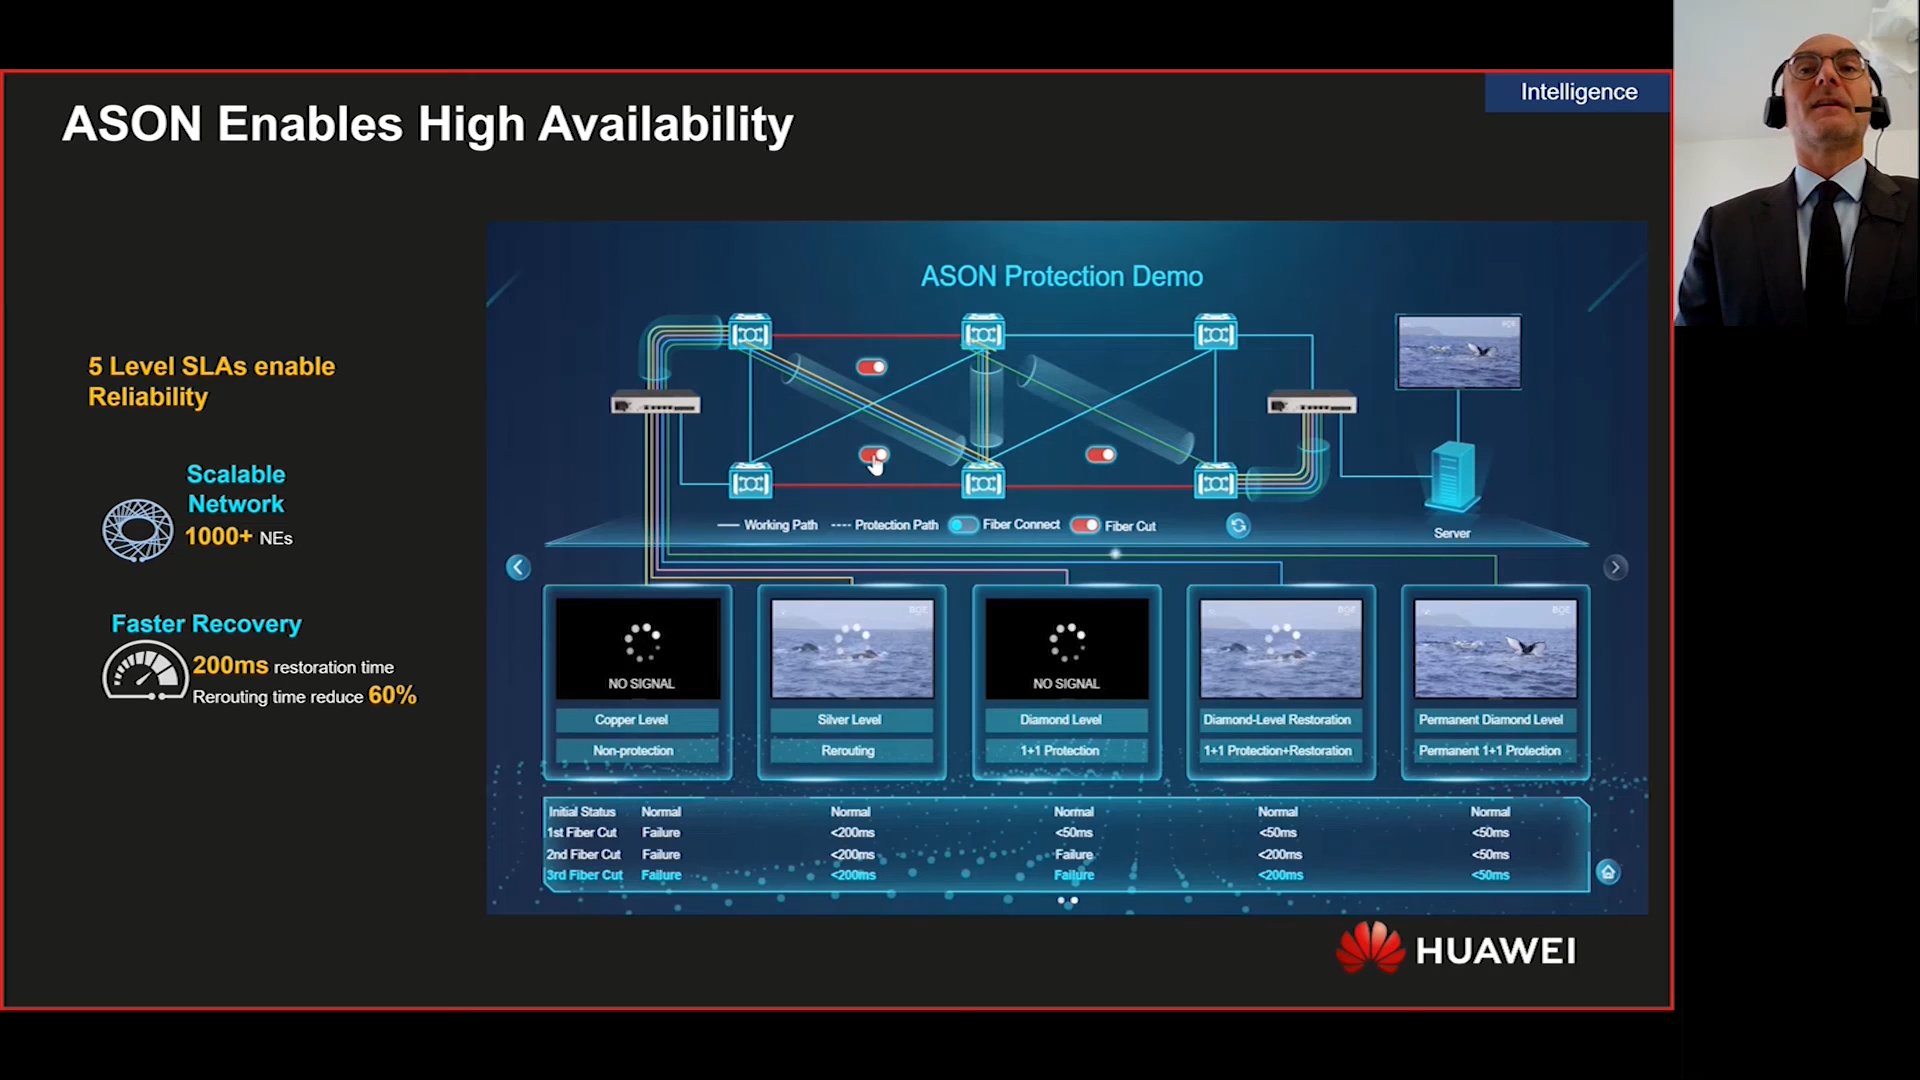 Intelligence
ASON Enables High Availability
5 Level SLAs enable
Reliability
Scalable
Network
1000+ NEs
Faster Recovery
200ms restoration time
Rerouting time reduce 60%
ASON Protection Demo
Working Path
Protection Path
Fiber Connect
Fiber Cut
Server
NO SIGNAL
NO SIGNAL
Copper Level
Silver Level
Diamond Level
Diamond-Level Restoration
Permanent Diamond Level
Non-protection
Rerouting
1+1 Protection
1+1 Protection+Restoration
Permanent 1+1 Protection
Initial Status Normal Normal Normal Normal Normal
1st Fiber Cut Failure <200ms <50ms <50ms <50ms
2nd Fiber Cut Failure <200ms Failure <200ms <50ms
3rd Fiber Cut Failure <200ms Failure <200ms <50ms
HUAWEI